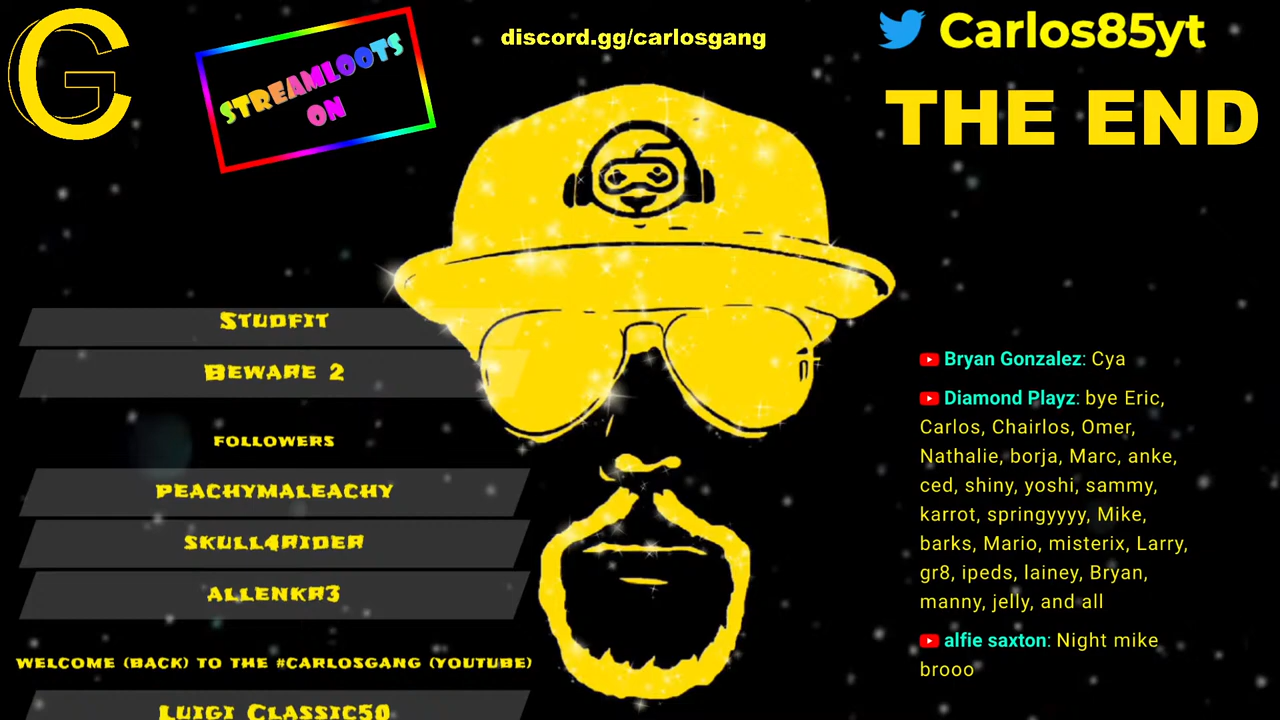 G
STREAMLOOTS
ON
discord.gg/carlosgang
Carlos85yt
THE END
Studfit
Beware 2
FOLLOWERS
PEACHYMALEACHY
SKULL4RIDER
ALLENKR3
WELCOME (BACK) TO THE #CARLOSGANG (YOUTUBE)
Luigi Classic50
Bryan Gonzalez: Cya
Diamond Playz: bye Eric,
Carlos, Chairlos, Omer,
Nathalie, borja, Marc, anke,
ced, shiny, yoshi, sammy,
karrot, springyyyy, Mike,
barks, Mario, misterix, Larry,
gr8, ipeds, lainey, Bryan,
manny, jelly, and all
alfie saxton: Night mike
brooo